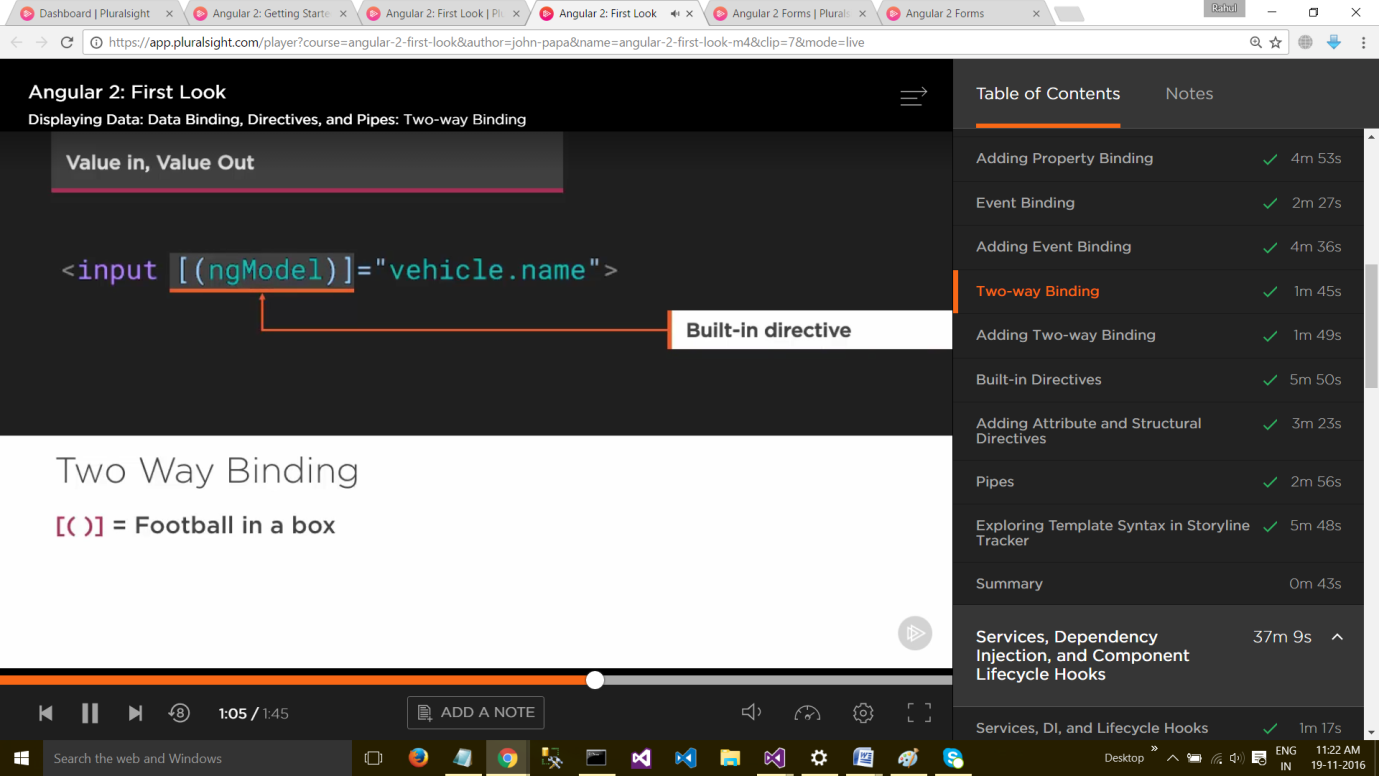 Dashboard | Pluralsight
Angular 2: Getting Starte
Angular 2: First Look | Pl
Angular 2: First Look
Angular 2 Forms | Plurals
Angular 2 Forms
Rahul
https://app.pluralsight.com/player?course=angular-2-first-look&author=john-papa&name=angular-2-first-look-m4&clip=7&mode=live
Angular 2: First Look
Displaying Data: Data Binding, Directives, and Pipes: Two-way Binding
Value in, Value Out
<input [(ngModel)]="vehicle.name">
Built-in directive
Two Way Binding
[( )] = Football in a box
8
1:05 / 1:45
ADD A NOTE
Table of Contents
Notes
Adding Property Binding 4m 53s
Event Binding 2m 27s
Adding Event Binding 4m 36s
Two-way Binding 1m 45s
Adding Two-way Binding 1m 49s
Built-in Directives 5m 50s
Adding Attribute and Structural 3m 23s
Directives
Pipes 2m 56s
Exploring Template Syntax in Storyline 5m 48s
Tracker
Summary 0m 43s
Services, Dependency 37m 9s
Injection, and Component
Lifecycle Hooks
Services, DI, and Lifecycle Hooks 1m 17s
Search the web and Windows
Desktop
ENG
IN
11:22 AM
19-11-2016